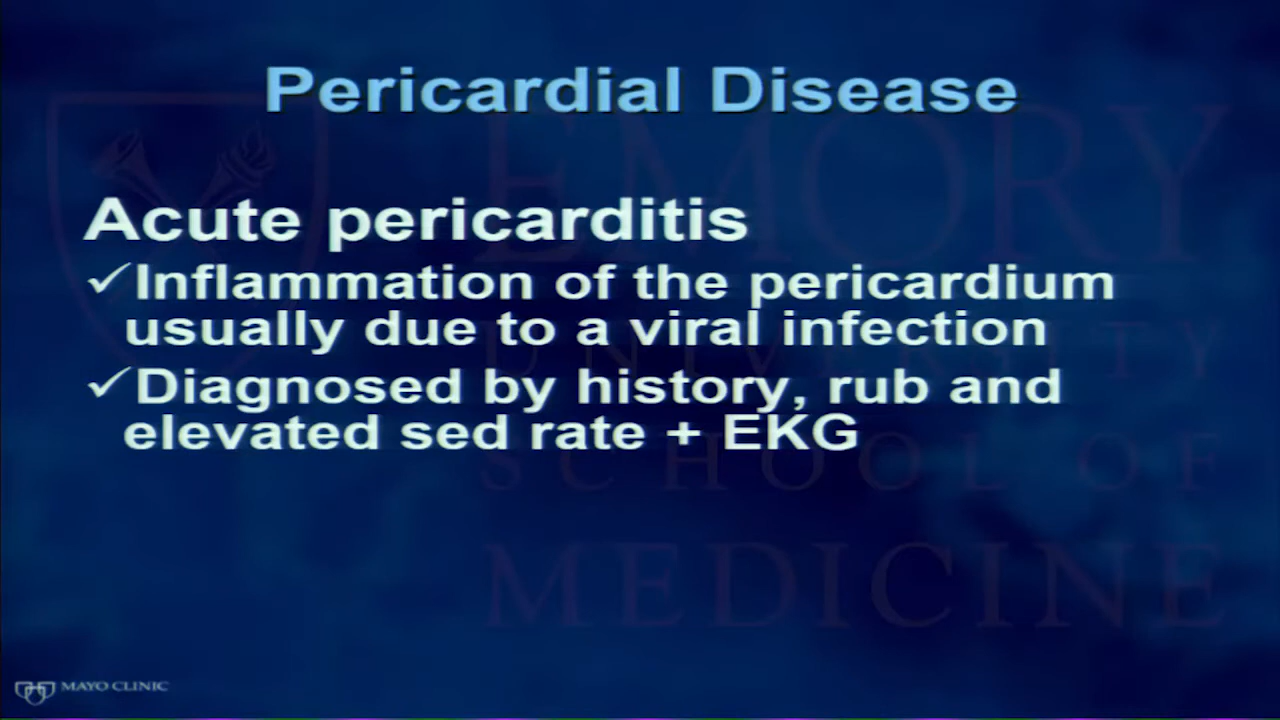 Pericardial Disease
Acute pericarditis
✓Inflammation of the pericardium
usually due to a viral infection
✓Diagnosed by history, rub and
elevated sed rate + EKG
EMORY
UNIVERSITY
SCHOOL OF
MEDICINE
MAYO CLINIC